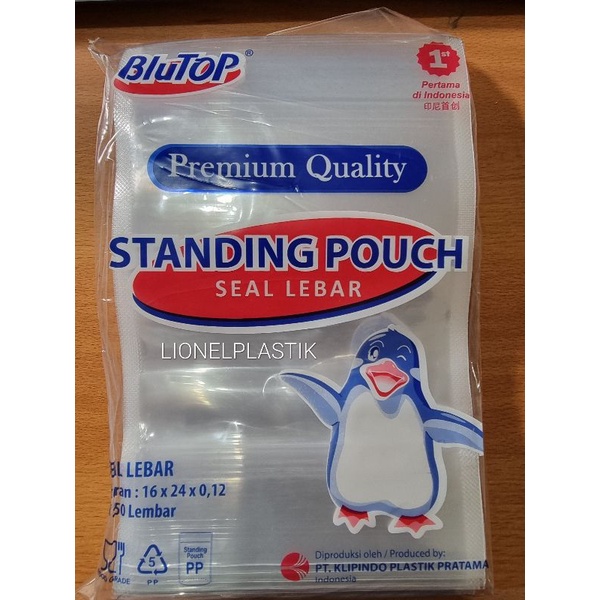 BluTOP®
1st
Pertama
di Indonesia
印尼首创
Premium Quality
STANDING POUCH
SEAL LEBAR
LIONELPLASTIK
LEBAR
: 16 x 24 x 0,12
50 Lembar
GRADE
5
PP
Standing
Pouch
PP
Diproduksi oleh / Produced by:
PT. KLIPINDO PLASTIK PRATAMA
Indonesia